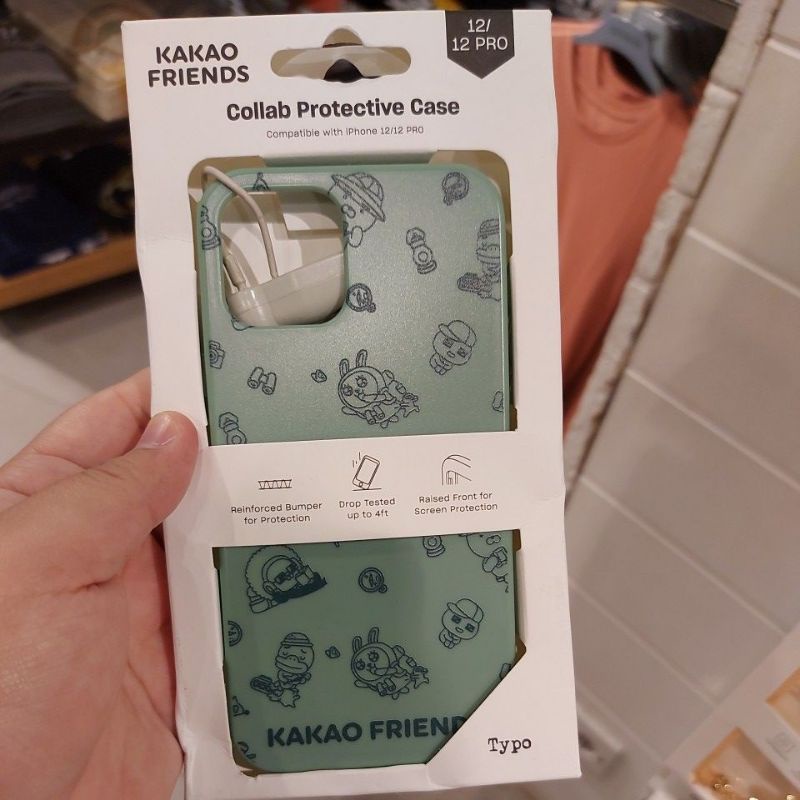 KAKAO
FRIENDS
12/
12 PRO
Collab Protective Case
Compatible with iPhone 12/12 PRO
Reinforced Bumper
for Protection
Drop Tested
up to 4ft
Raised Front for
Screen Protection
KAKAO FRIEND
Typo